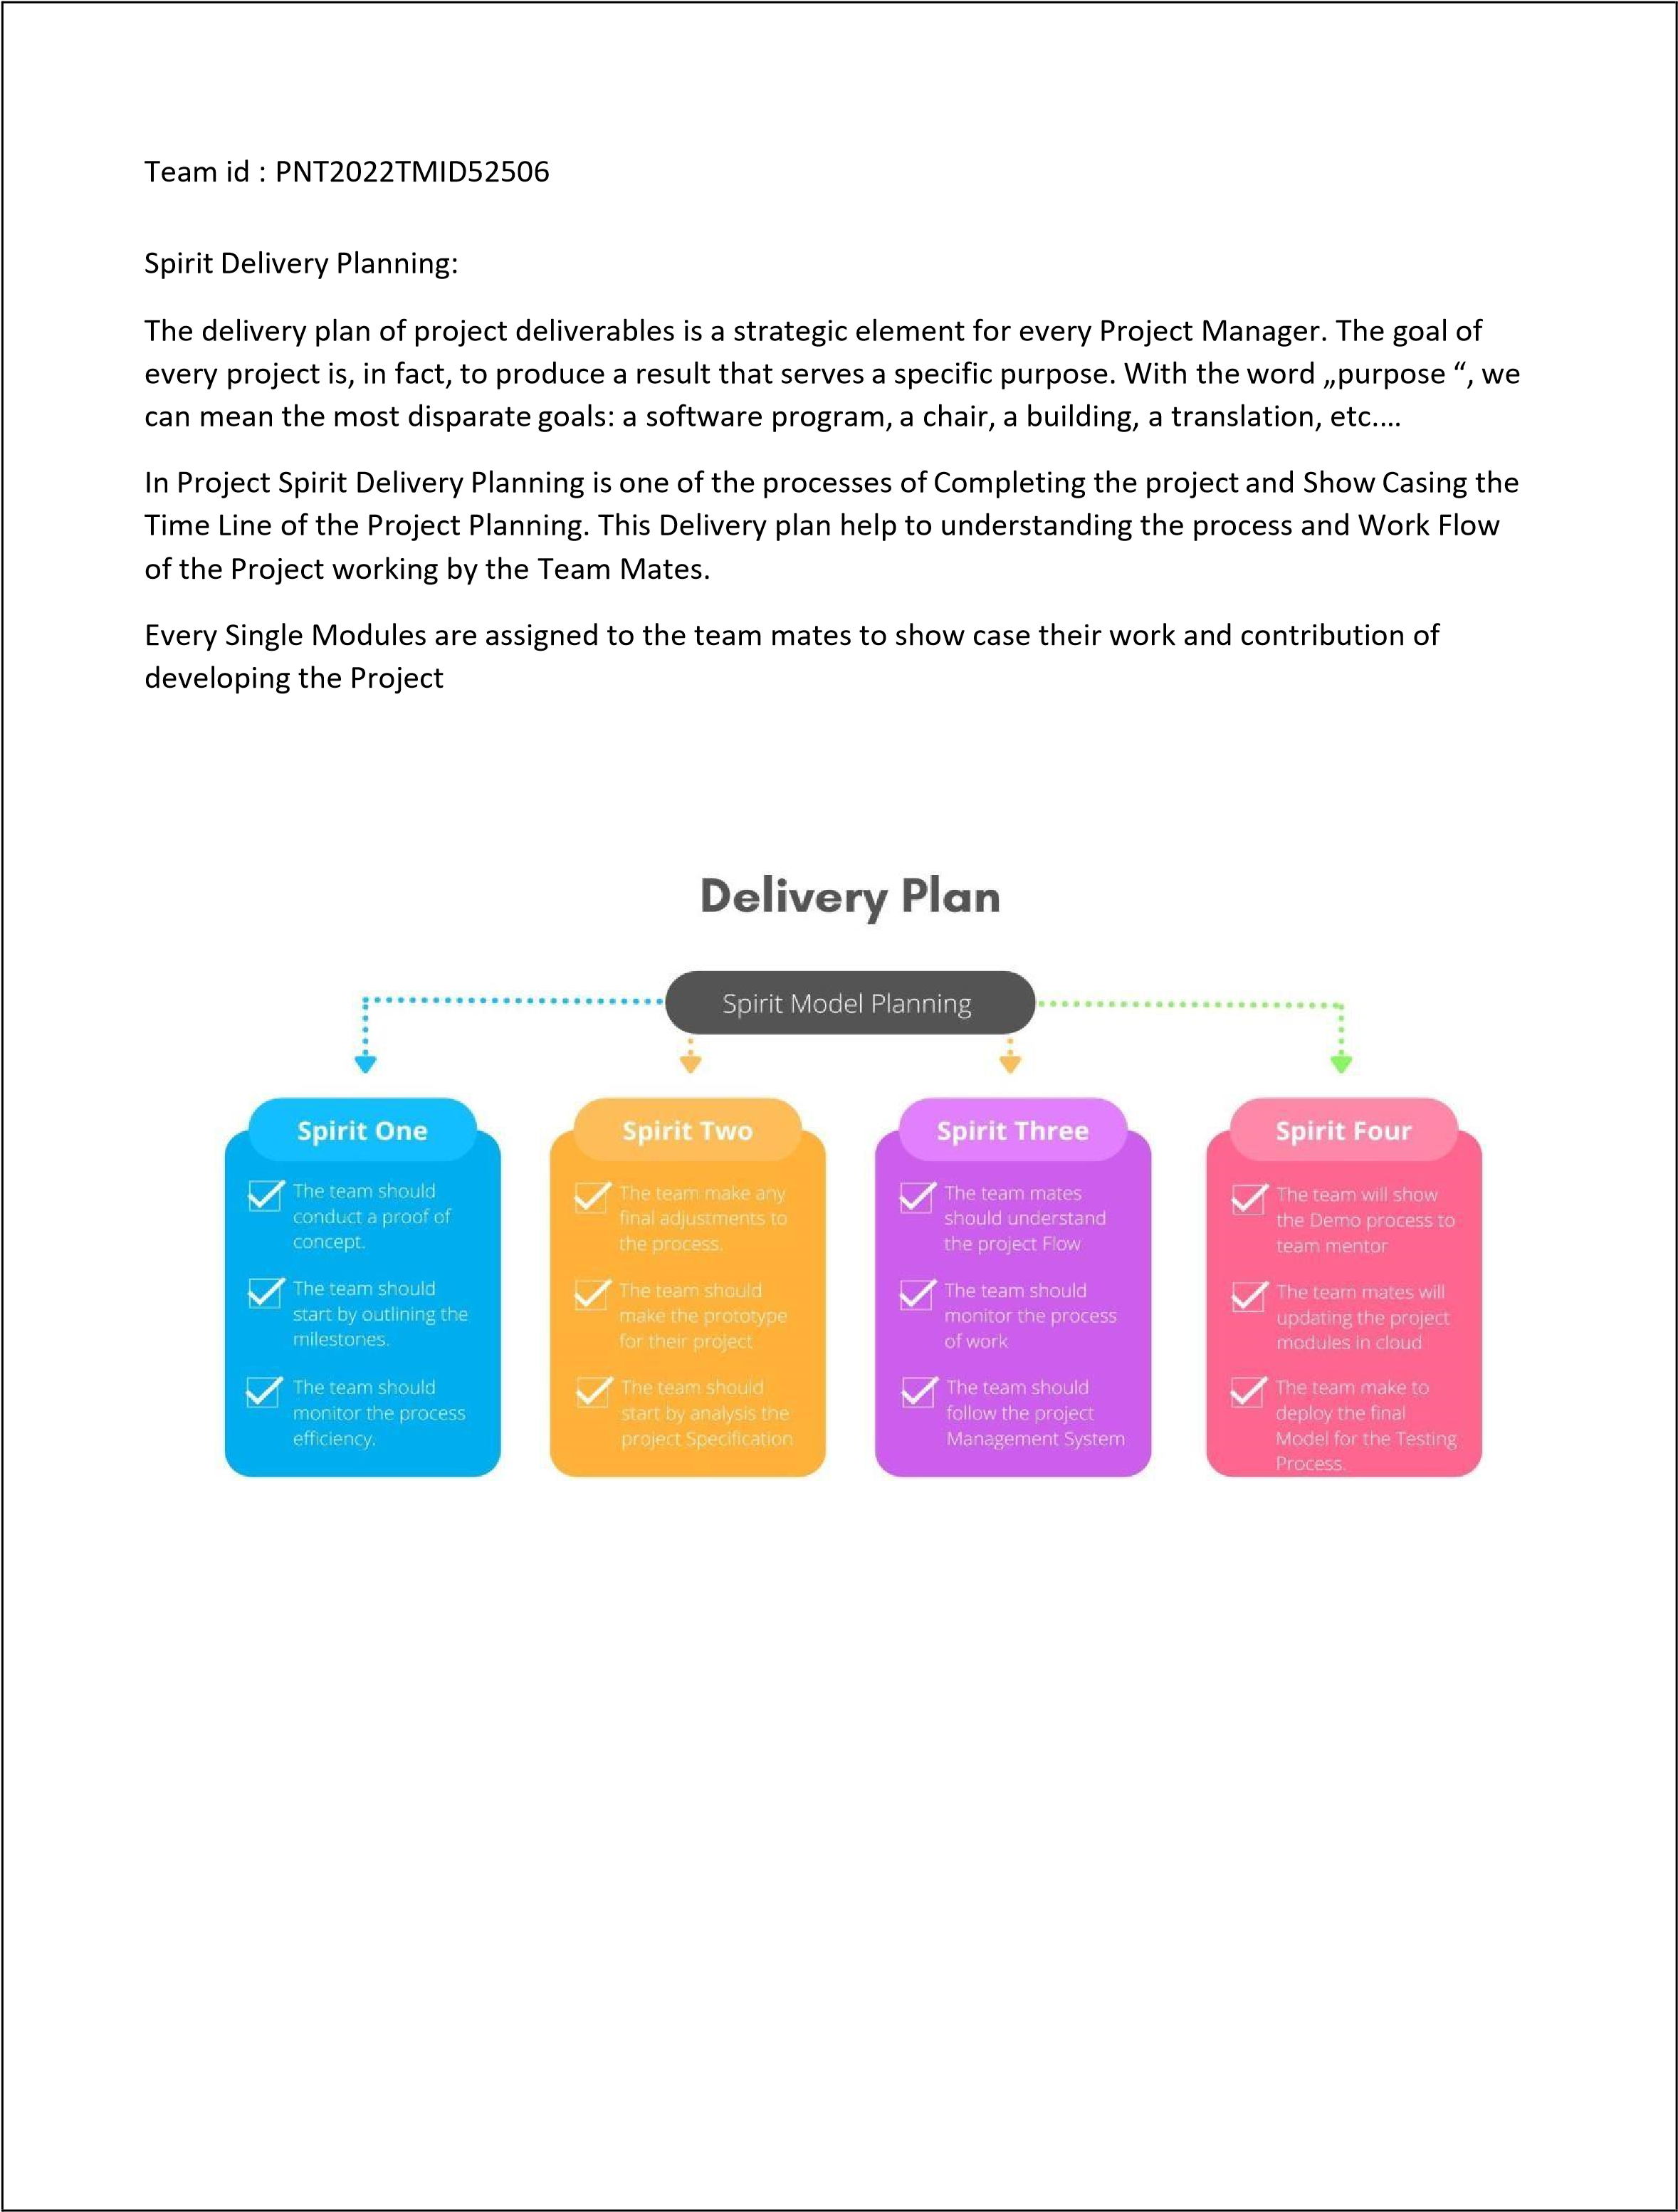 Team id : PNT2022TMID52506
Spirit Delivery Planning:
The delivery plan of project deliverables is a strategic element for every Project Manager. The goal of
every project is, in fact, to produce a result that serves a specific purpose. With the word „purpose “, we
can mean the most disparate goals: a software program, a chair, a building, a translation, etc....
In Project Spirit Delivery Planning is one of the processes of Completing the project and Show Casing the
Time Line of the Project Planning. This Delivery plan help to understanding the process and Work Flow
of the Project working by the Team Mates.
Every Single Modules are assigned to the team mates to show case their work and contribution of
developing the Project
Delivery Plan
Spirit Model Planning
Spirit One
The team should
conduct a proof of
concept.
The team should
start by outlining the
milestones.
The team should
monitor the process
efficiency.
Spirit Two
The team make any
final adjustments to
the process.
The team should
make the prototype
for their project
The team should
start by analysis the
project Specification
Spirit Three
The team mates
should understand
the project Flow
The team should
monitor the process
of work
The team should
follow the project
Management System
Spirit Four
The team will show
the Demo process to
team mentor
The team mates will
updating the project
modules in cloud
The team make to
deploy the final
Model for the Testing
Process.